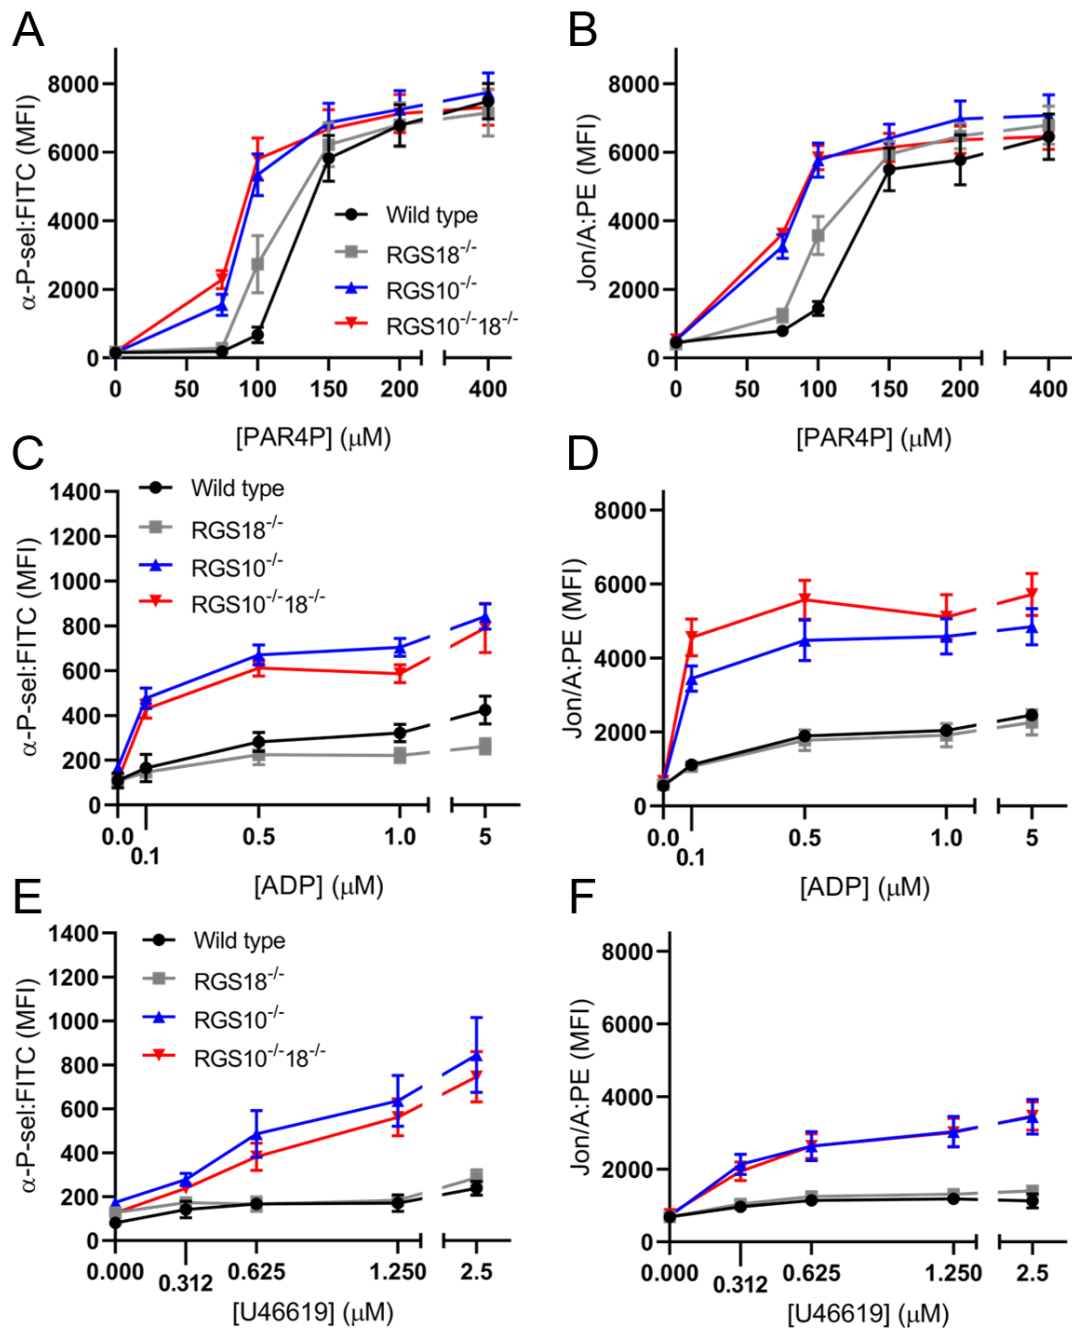 A
α-P-sel:FITC (MFI)
8000
6000
4000
2000
0
Wild type
RGS18-/-
RGS10-/-
RGS10-/-18-/-
0 50 100 150 200 400
[PAR4P] (μM)
B
Jon/A:PE (MFI)
8000
6000
4000
2000
0
0 50 100 150 200 400
[PAR4P] (μM)
C
α-P-sel:FITC (MFI)
1400
1200
1000
800
600
400
200
0
Wild type
RGS18-/-
RGS10-/-
RGS10-/-18-/-
0.0 0.1 0.5 1.0 5
[ADP] (μM)
D
Jon/A:PE (MFI)
8000
6000
4000
2000
0
0.0 0.1 0.5 1.0 5
[ADP] (μM)
E
α-P-sel:FITC (MFI)
1400
1200
1000
800
600
400
200
0
Wild type
RGS18-/-
RGS10-/-
RGS10-/-18-/-
0.000 0.312 0.625 1.250 2.5
[U46619] (μM)
F
Jon/A:PE (MFI)
8000
6000
4000
2000
0
0.000 0.312 0.625 1.250 2.5
[U46619] (μM)